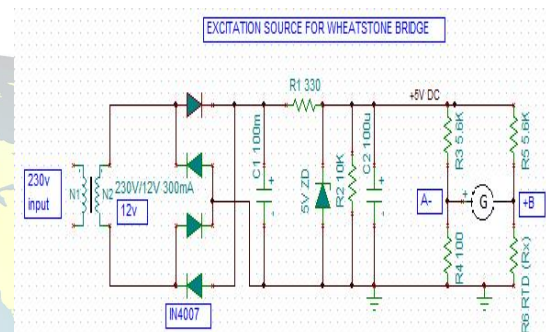 EXCITATION SOURCE FOR WHEATSTONE BRIDGE
R1 330
+5V DC
C1 100m
5V ZD
R2 10K
C2 100u
R3 5.6K
R5 5.6K
230v
input
N1
N2
230V/12V 300mA
12v
A-
+
G
+B
R4 100
R6 RTD (Rx)
IN4007
+
-
+
-